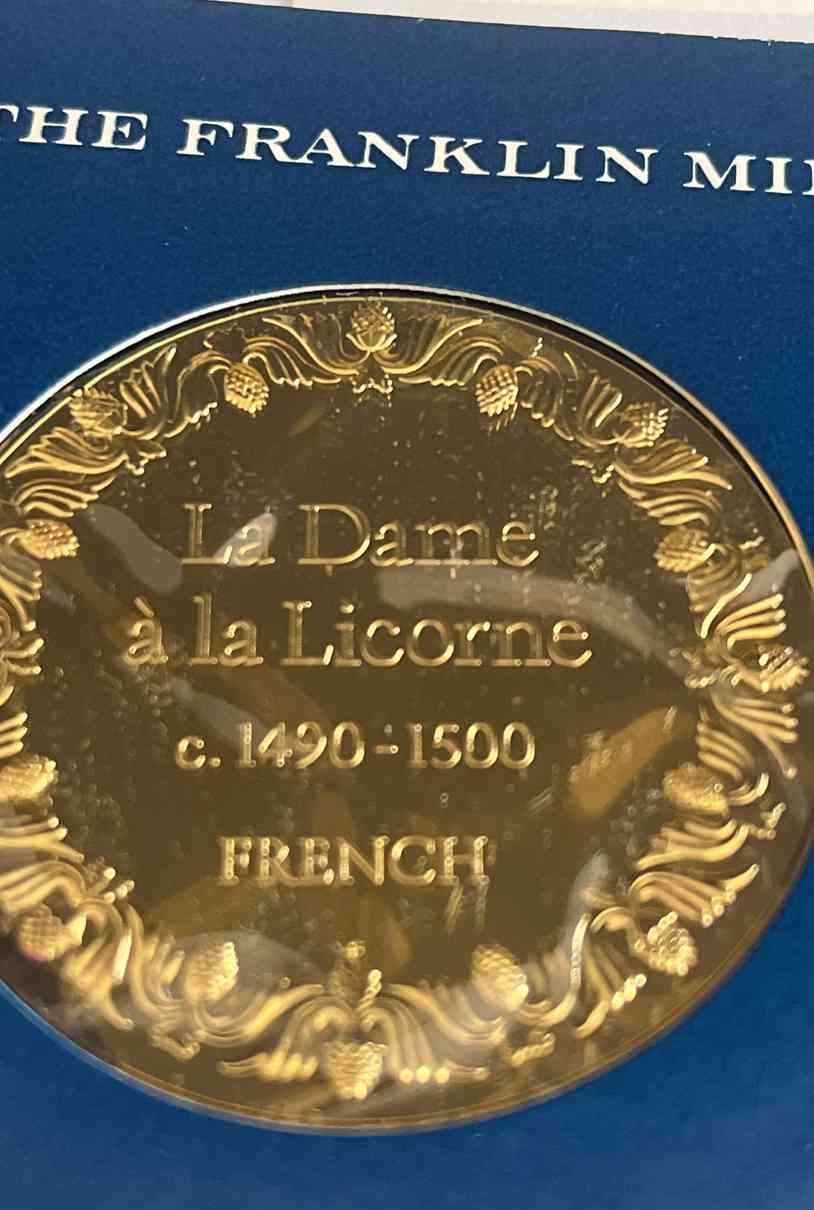 THE FRANKLIN MI
La Dame
à la Licorne
c. 1490-1500
FRENCH